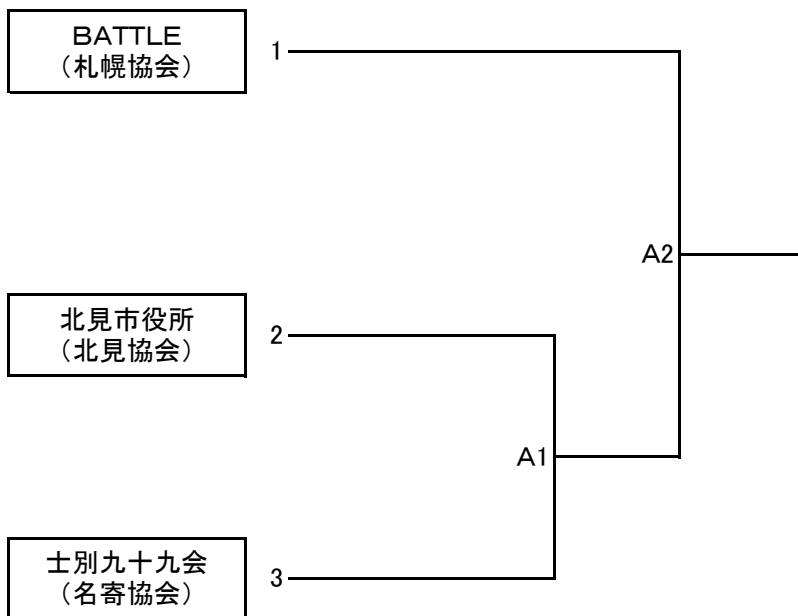 BATTLE
（札幌協会）
1
A2
北見市役所
（北見協会）
2
A1
士別九十九会
（名寄協会）
3